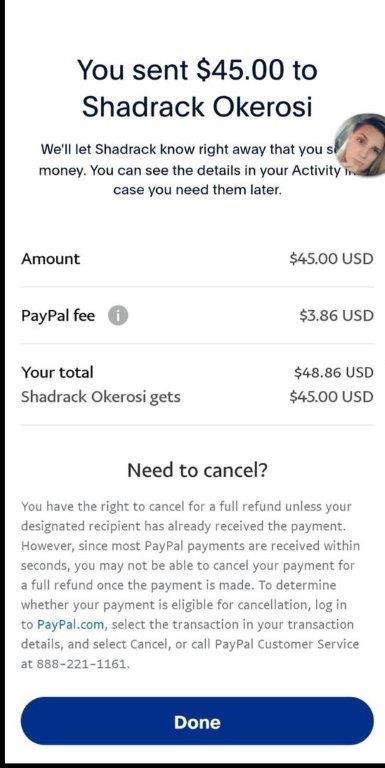 You sent $45.00 to
Shadrack Okerosi
We'll let Shadrack know right away that you
money. You can see the details in your Activity
case you need them later.
Amount $45.00 USD
PayPal fee i $3.86 USD
Your total $48.86 USD
Shadrack Okerosi gets $45.00 USD
Need to cancel?
You have the right to cancel for a full refund unless your
designated recipient has already received the payment.
However, since most PayPal payments are received within
seconds, you may not be able to cancel your payment for
a full refund once the payment is made. To determine
whether your payment is eligible for cancellation, log in
to PayPal.com, select the transaction in your transaction
details, and select Cancel, or call PayPal Customer Service
at 888-221-1161.
Done